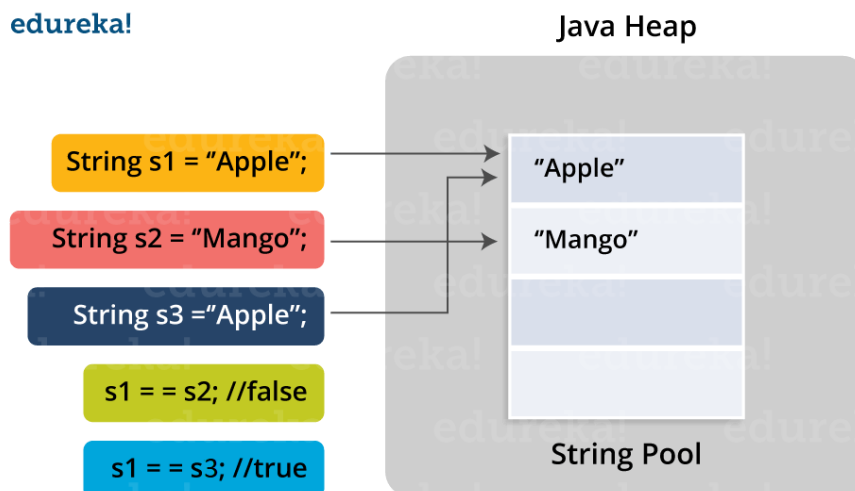 edureka!
Java Heap
String s1 = "Apple";
"Apple"
String s2 = "Mango";
"Mango"
String s3 ="Apple";
s1 = = s2; //false
s1 = = s3; //true
String Pool